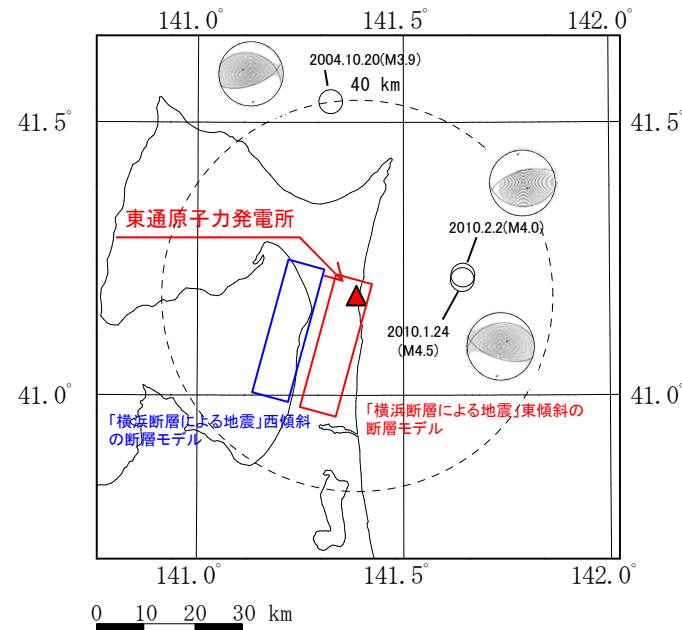 141.0° 141.5° 142.0°
2004.10.20(M3.9)
40 km
41.5° 41.5°
東通原子力発電所
2010.2.2(M4.0)
2010.1.24
(M4.5)
41.0° 41.0°
「横浜断層による地震」西傾斜
の断層モデル
「横浜断層による地震」東傾斜の
断層モデル
141.0° 141.5° 142.0°
0 10 20 30 km